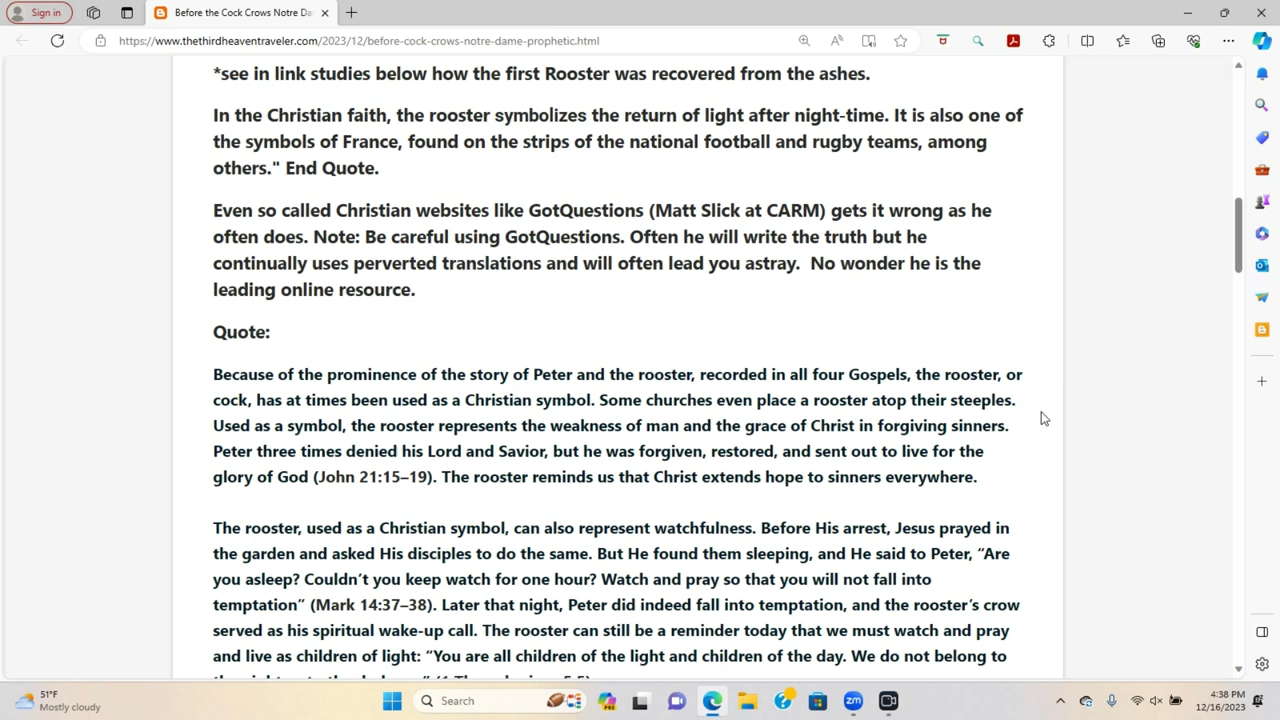 Sign in
Before the Cock Crows Notre Da
https://www.thethirdheaventraveler.com/2023/12/before-cock-crows-notre-dame-prophetic.html
*see in link studies below how the first Rooster was recovered from the ashes.
In the Christian faith, the rooster symbolizes the return of light after night-time. It is also one of
the symbols of France, found on the strips of the national football and rugby teams, among
others." End Quote.
Even so called Christian websites like GotQuestions (Matt Slick at CARM) gets it wrong as he
often does. Note: Be careful using GotQuestions. Often he will write the truth but he
continually uses perverted translations and will often lead you astray.  No wonder he is the
leading online resource.
Quote:
Because of the prominence of the story of Peter and the rooster, recorded in all four Gospels, the rooster, or
cock, has at times been used as a Christian symbol. Some churches even place a rooster atop their steeples.
Used as a symbol, the rooster represents the weakness of man and the grace of Christ in forgiving sinners.
Peter three times denied his Lord and Savior, but he was forgiven, restored, and sent out to live for the
glory of God (John 21:15–19). The rooster reminds us that Christ extends hope to sinners everywhere.
The rooster, used as a Christian symbol, can also represent watchfulness. Before His arrest, Jesus prayed in
the garden and asked His disciples to do the same. But He found them sleeping, and He said to Peter, “Are
you asleep? Couldn’t you keep watch for one hour? Watch and pray so that you will not fall into
temptation” (Mark 14:37–38). Later that night, Peter did indeed fall into temptation, and the rooster’s crow
served as his spiritual wake-up call. The rooster can still be a reminder today that we must watch and pray
and live as children of light: “You are all children of the light and children of the day. We do not belong to
51°F
Mostly cloudy
Search
PRE
zm
4:38 PM
12/16/2023